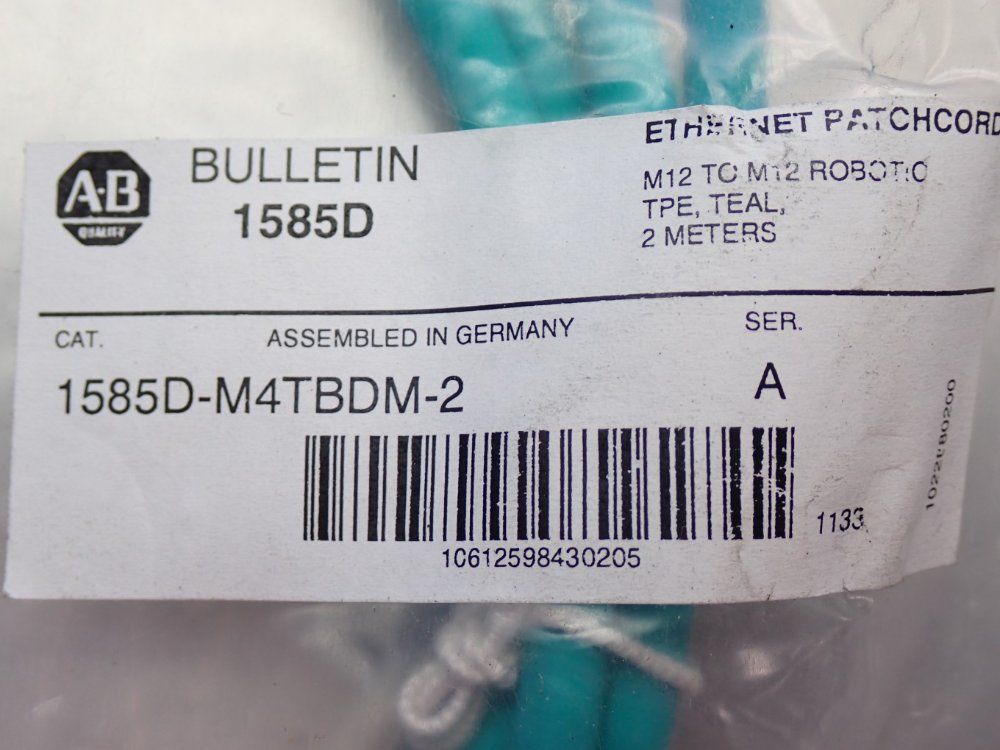 A-B
QUALITY
BULLETIN
1585D
ETHERNET PATCHCORD
M12 TO M12 ROBOTIC
TPE, TEAL,
2 METERS
CAT.
ASSEMBLED IN GERMANY
SER.
1585D-M4TBDM-2
A
10612598430205
1133